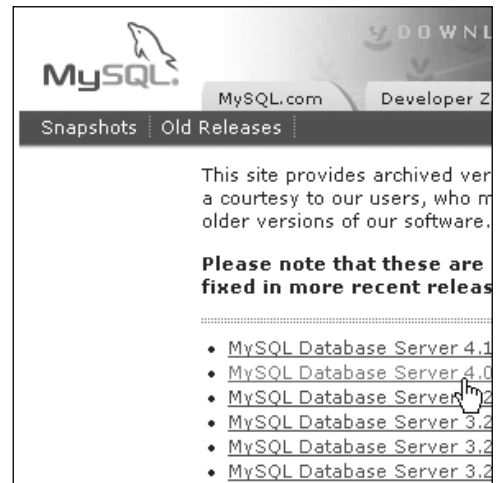 DOWNL
MySQL.
MySQL.com Developer Z
Snapshots Old Releases
This site provides archived ver
a courtesy to our users, who m
older versions of our software.
Please note that these are
fixed in more recent releas
MySQL Database Server 4.1
MySQL Database Server 4.0
MySQL Database Server 2
MySQL Database Server 3.2
MySQL Database Server 3.2
MySQL Database Server 3.2